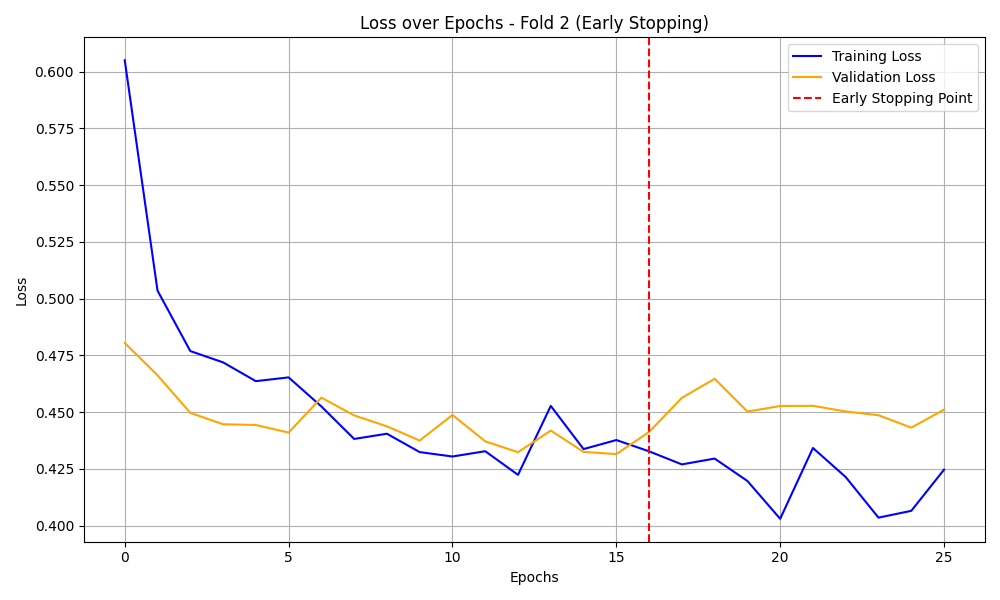 Loss over Epochs - Fold 2 (Early Stopping)
Training Loss
Validation Loss
Early Stopping Point
0.600
0.575
0.550
0.525
0.500
0.475
0.450
0.425
0.400
Loss
0
5
10
15
20
25
Epochs